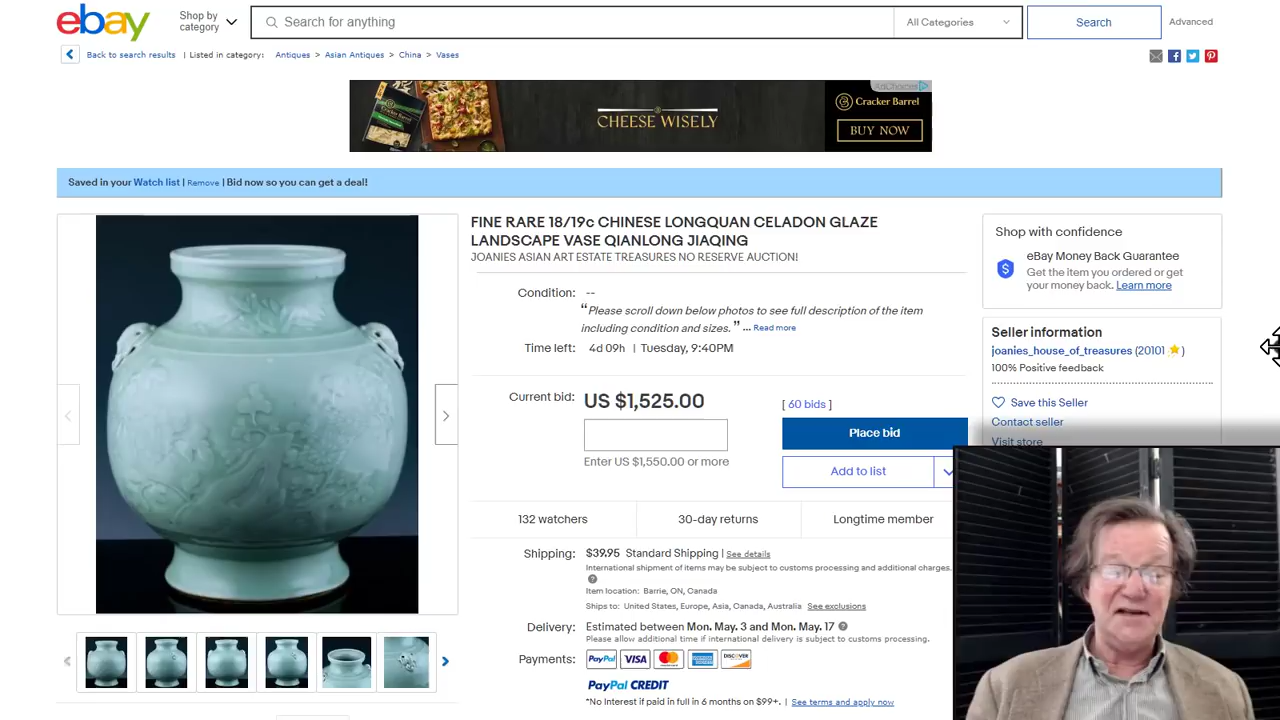 ebay
Shop by category
Search for anything
All Categories
Search
Advanced
Back to search results | Listed in category: Antiques > Asian Antiques > China > Vases
AdChoices
CHEESE WISELY
Cracker Barrel
BUY NOW
Saved in your Watch list | Remove | Bid now so you can get a deal!
FINE RARE 18/19c CHINESE LONGQUAN CELADON GLAZE
LANDSCAPE VASE QIANLONG JIAQING
JOANIES ASIAN ART ESTATE TREASURES NO RESERVE AUCTION!
Condition: --
“Please scroll down below photos to see full description of the item
including condition and sizes. ” ... Read more
Time left: 4d 09h | Tuesday, 9:40PM
Current bid: US $1,525.00 [ 60 bids ]
Place bid
Enter US $1,550.00 or more
Add to list
132 watchers 30-day returns Longtime member
Shipping: $39.95 Standard Shipping | See details
International shipment of items may be subject to customs processing and additional charges.
Item location: Barrie, ON, Canada
Ships to: United States, Europe, Asia, Canada, Australia See exclusions
Delivery: Estimated between Mon. May. 3 and Mon. May. 17
Please allow additional time if international delivery is subject to customs processing.
Payments: PayPal VISA MasterCard AMERICAN EXPRESS DISCOVER
PayPal CREDIT
*No Interest if paid in full in 6 months on $99+. | See terms and apply now
Shop with confidence
eBay Money Back Guarantee
Get the item you ordered or get
your money back. Learn more
Seller information
joanies_house_of_treasures (20101 )
100% Positive feedback
Save this Seller
Contact seller
Visit store